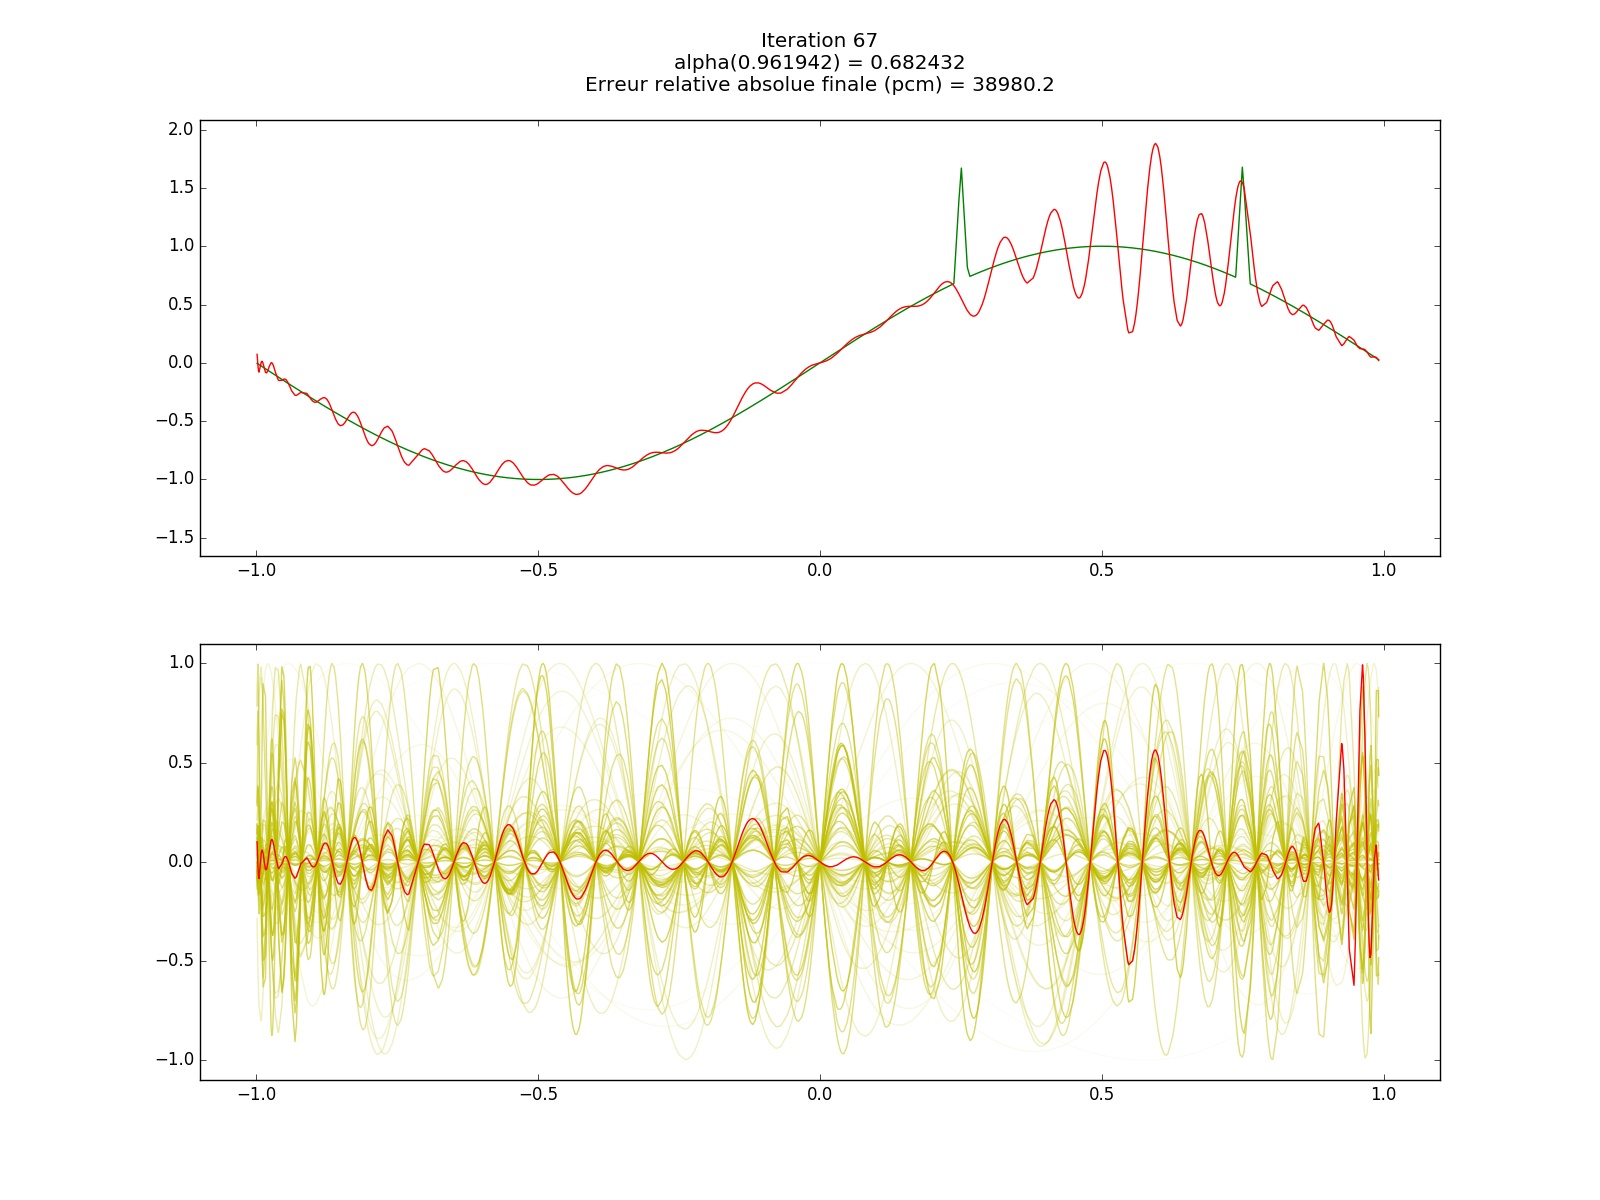 Iteration 67
alpha(0.961942) = 0.682432
Erreur relative absolue finale (pcm) = 38980.2
2.0
1.5
1.0
0.5
0.0
−0.5
−1.0
−1.5
−1.0 −0.5 0.0 0.5 1.0
1.0
0.5
0.0
−0.5
−1.0
−1.0 −0.5 0.0 0.5 1.0